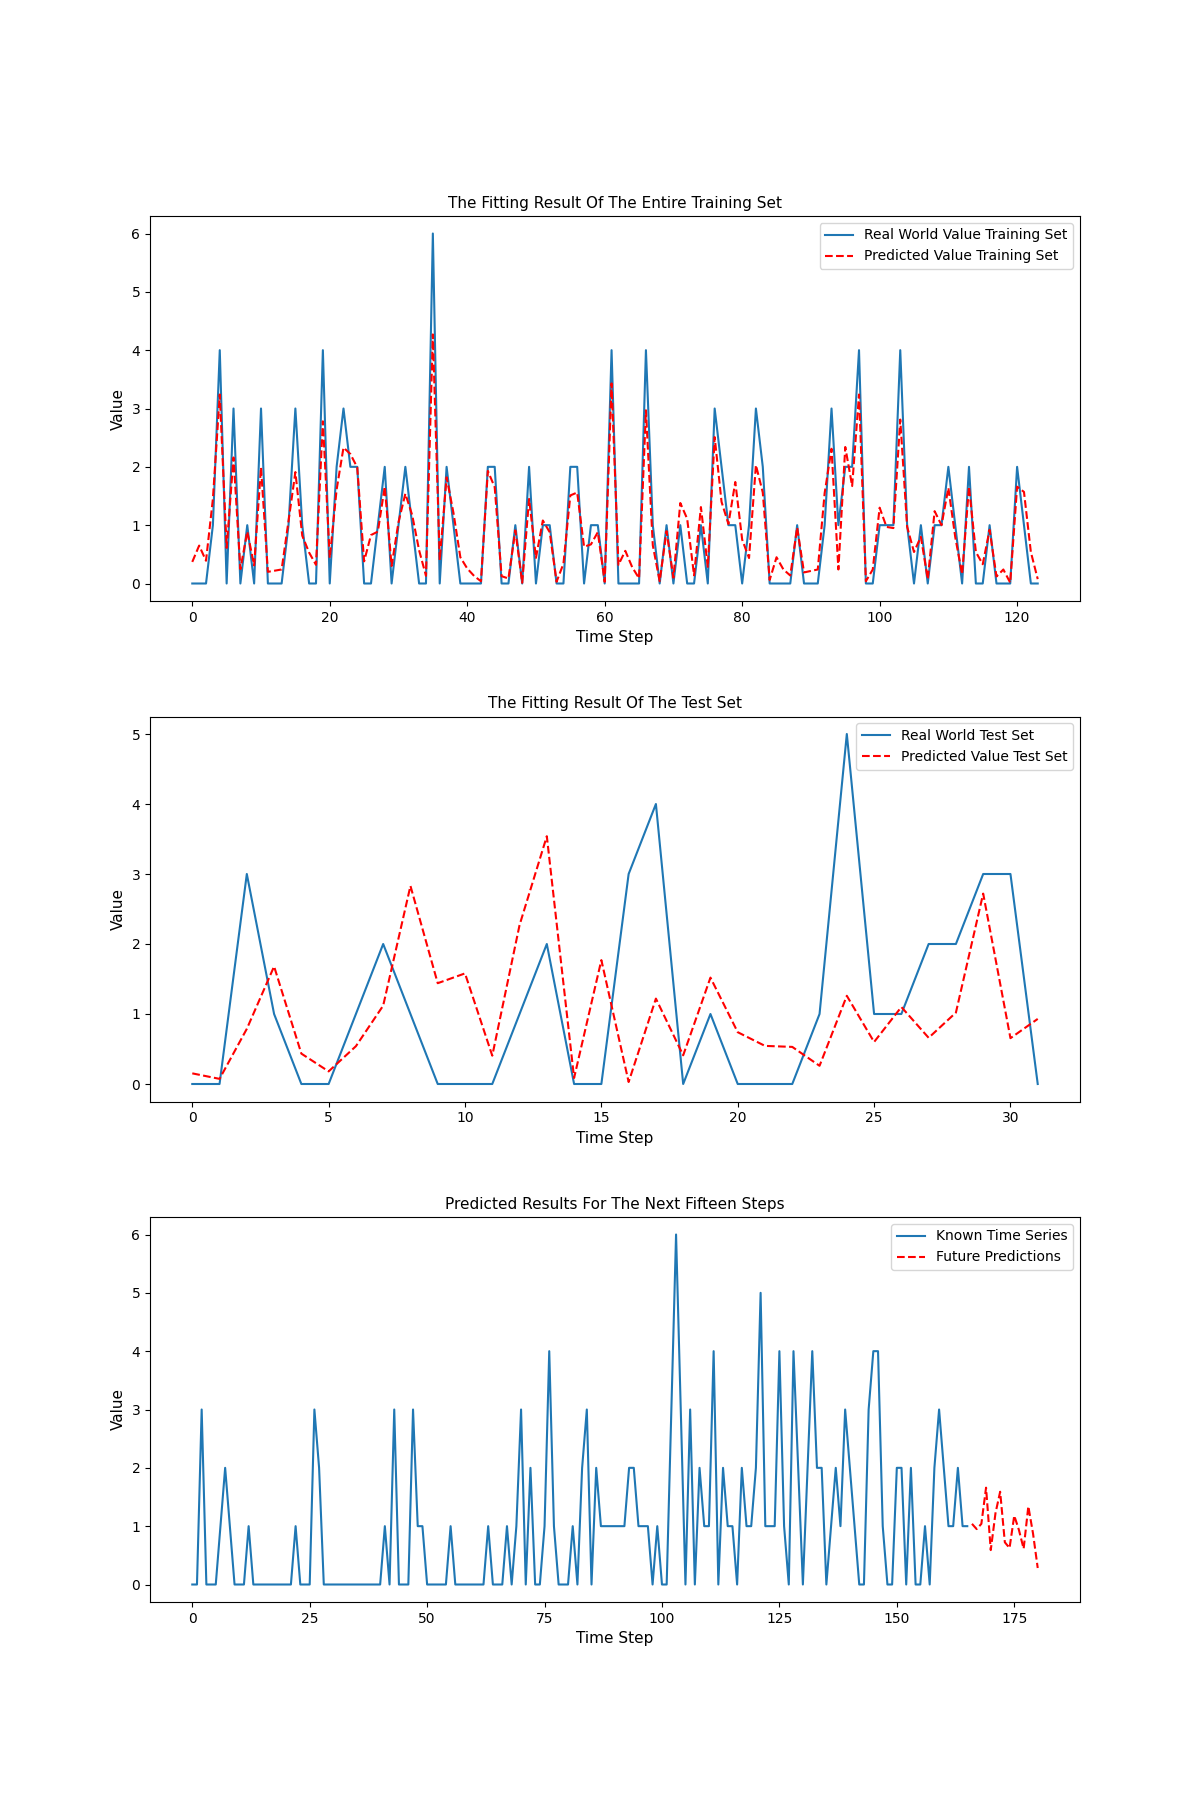 The Fitting Result Of The Entire Training Set
Real World Value Training Set
Predicted Value Training Set
Value
6
5
4
3
2
1
0
0 20 40 60 80 100 120
Time Step
The Fitting Result Of The Test Set
Real World Test Set
Predicted Value Test Set
Value
5
4
3
2
1
0
0 5 10 15 20 25 30
Time Step
Predicted Results For The Next Fifteen Steps
Known Time Series
Future Predictions
Value
6
5
4
3
2
1
0
0 25 50 75 100 125 150 175
Time Step